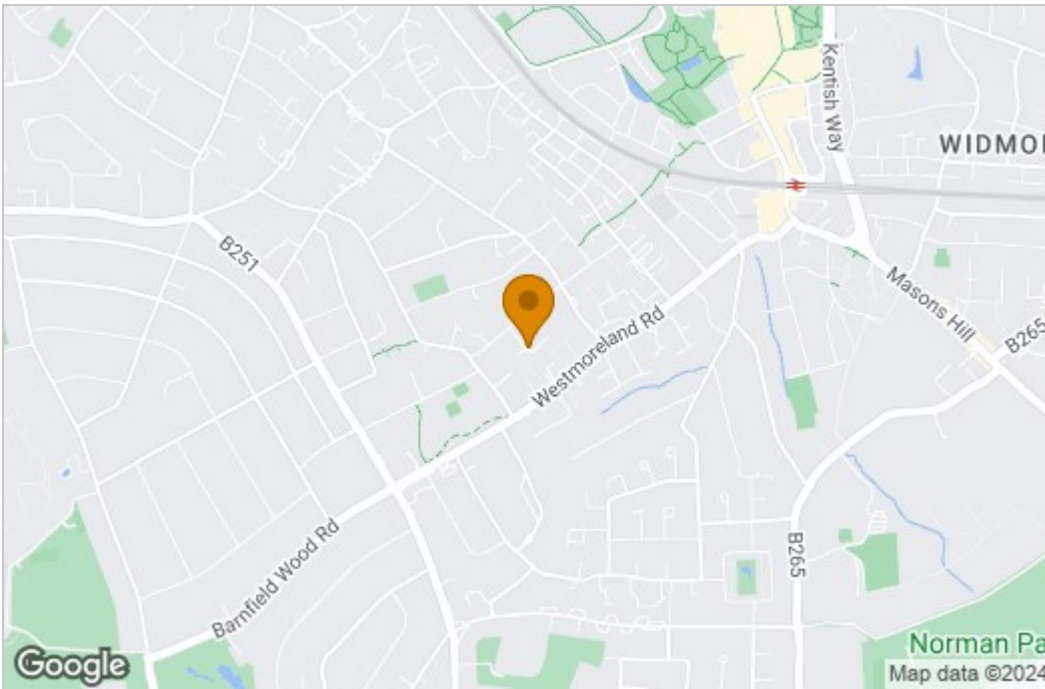 Kentish Way
WIDMO
B251
Masons Hill
B265
Westmoreland Rd
B265
Barnfield Wood Rd
Norman Pa
Google
Map data ©2024